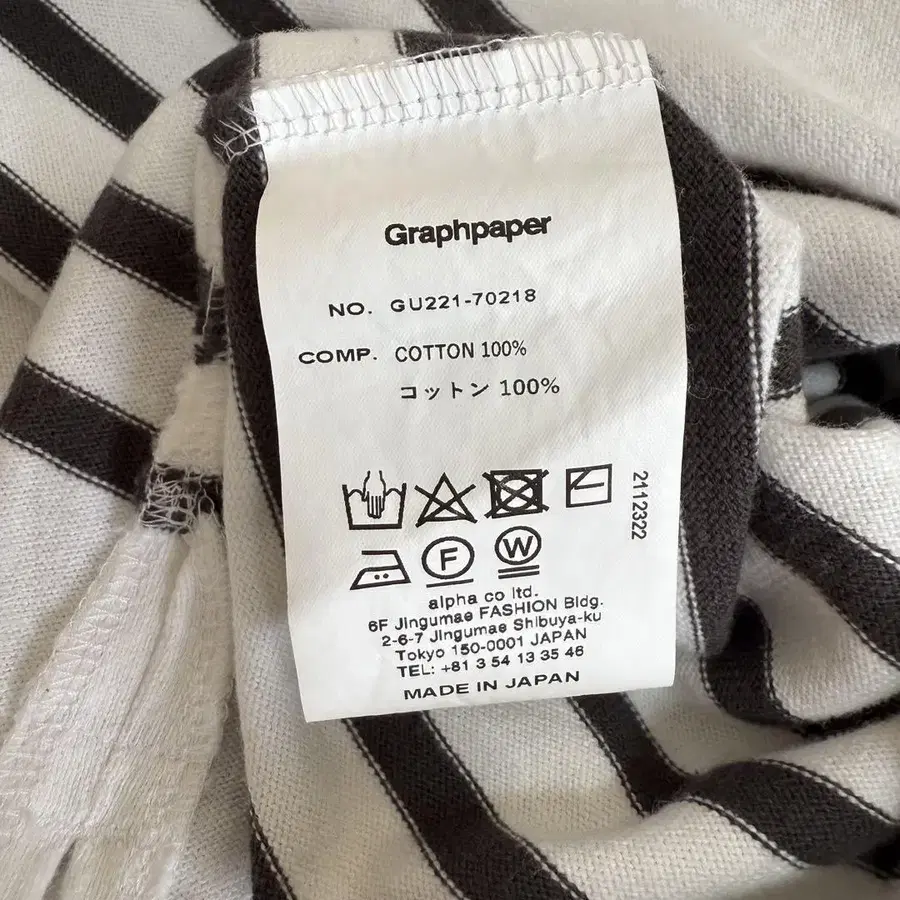 Graphpaper
NO. GU221-70218
COMP. COTTON 100%
コットン 100%
2112322
F
W
alpha co ltd.
6F Jingumae FASHION Bldg.
2-6-7 Jingumae Shibuya-ku
Tokyo 150-0001 JAPAN
TEL: +81 3 54 13 35 46
MADE IN JAPAN